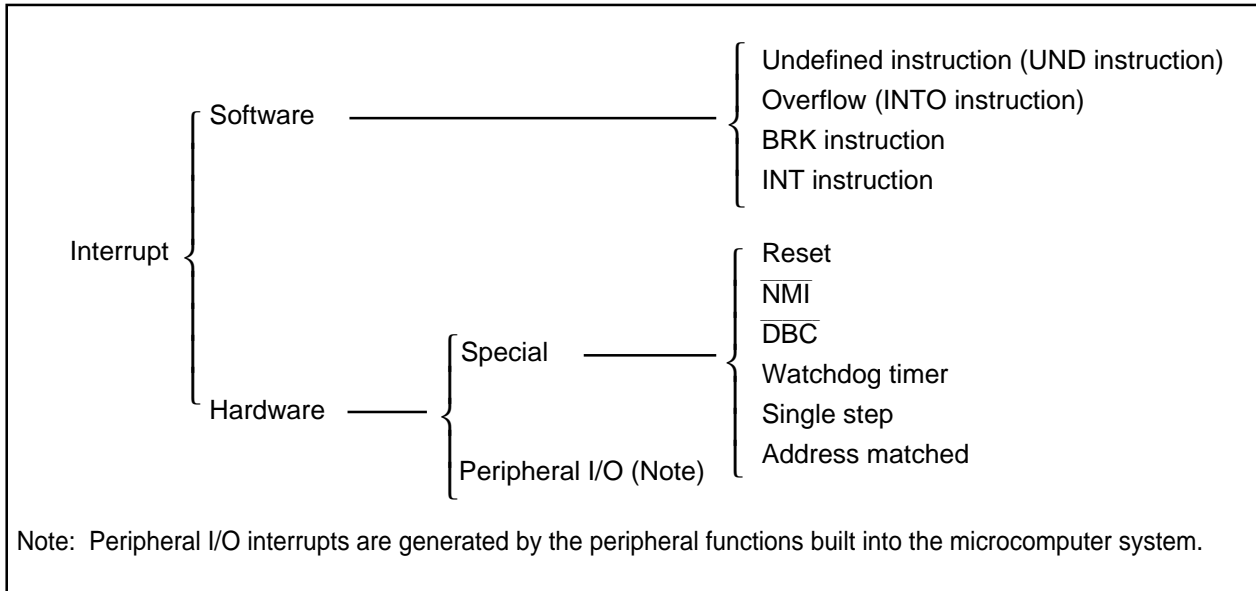 Interrupt
Software
Undefined instruction (UND instruction)
Overflow (INTO instruction)
BRK instruction
INT instruction
Hardware
Special
Reset
N̅M̅I̅
D̅B̅C̅
Watchdog timer
Single step
Address matched
Peripheral I/O (Note)
Note: Peripheral I/O interrupts are generated by the peripheral functions built into the microcomputer system.